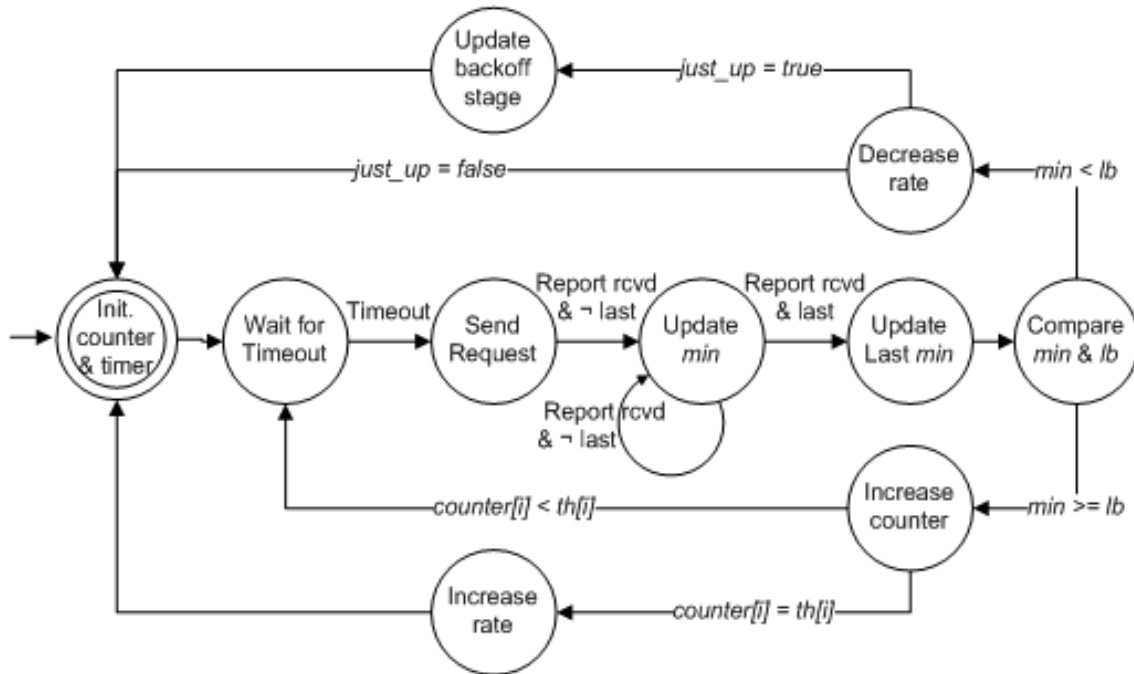 Update
backoff
stage
just_up = true
Decrease
rate
just_up = false
min < lb
Init.
counter
& timer
Wait for
Timeout
Timeout
Send
Request
Report rcvd
& ¬ last
Update
min
Report rcvd
& last
Update
Last min
Compare
min & lb
Report rcvd
& ¬ last
Increase
counter
counter[i] < th[i]
min >= lb
Increase
rate
counter[i] = th[i]